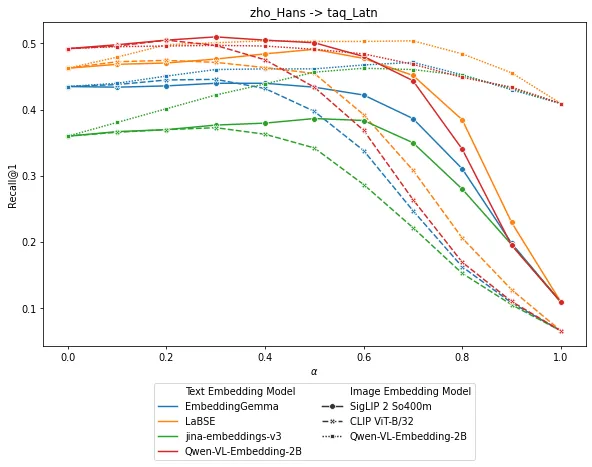 zho_Hans -> taq_Latn
0.5
0.4
0.3
0.2
0.1
Recall@1
0.0
0.2
0.4
0.6
0.8
1.0
α
Text Embedding Model
EmbeddingGemma
LaBSE
jina-embeddings-v3
Qwen-VL-Embedding-2B
Image Embedding Model
SigLIP 2 So400m
CLIP ViT-B/32
Qwen-VL-Embedding-2B